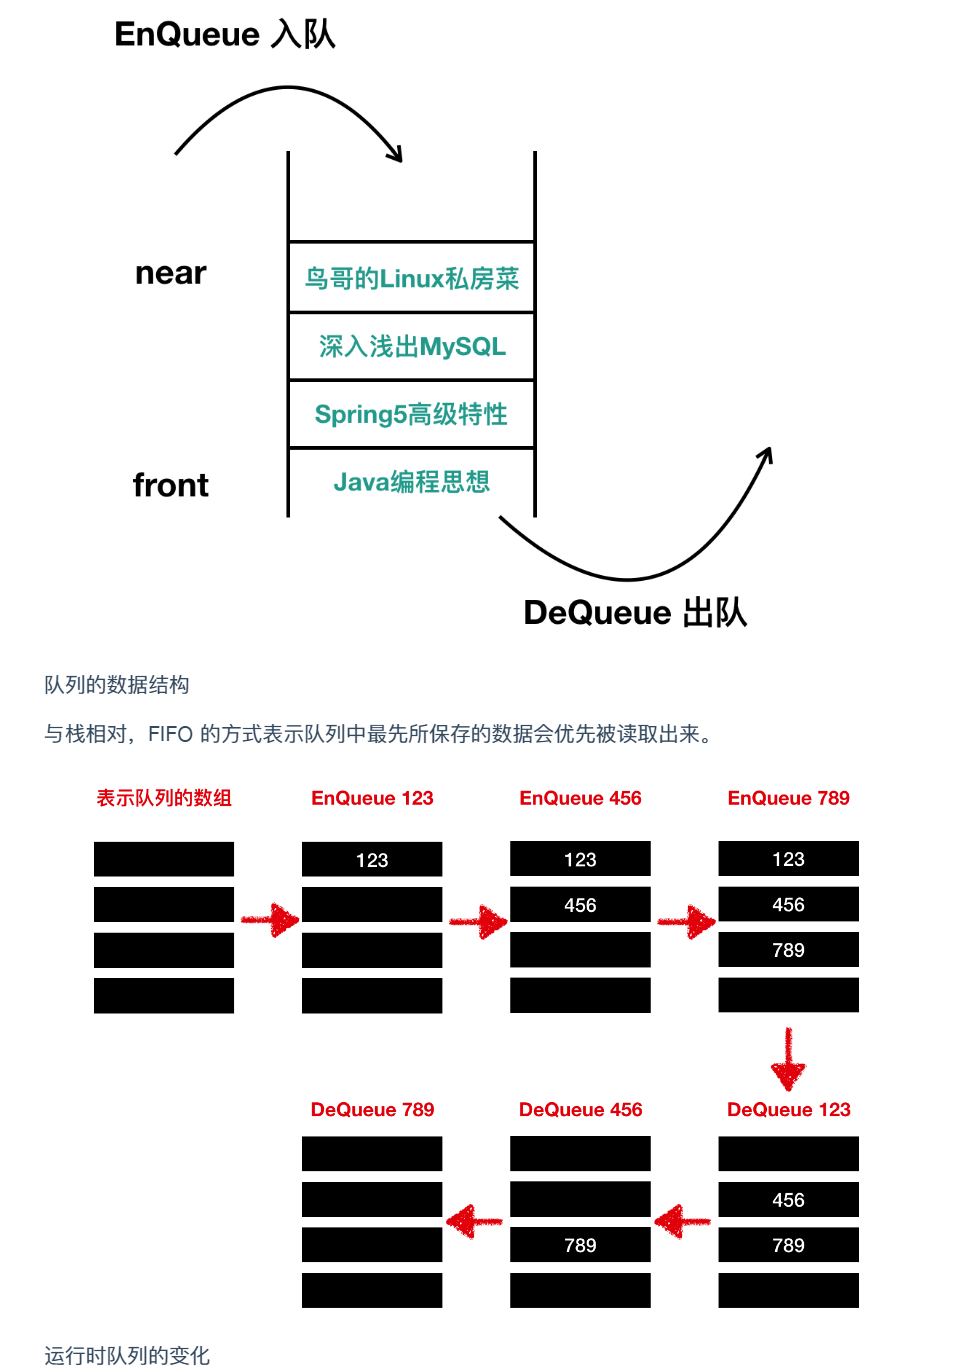 EnQueue 入队
near
鸟哥的Linux私房菜
深入浅出MySQL
Spring5高级特性
front
Java编程思想
DeQueue 出队
队列的数据结构
与栈相对，FIFO 的方式表示队列中最先所保存的数据会优先被读取出来。
表示队列的数组 EnQueue 123 EnQueue 456 EnQueue 789
123 123 123
456 456
789
DeQueue 789 DeQueue 456 DeQueue 123
456
789 789
运行时队列的变化